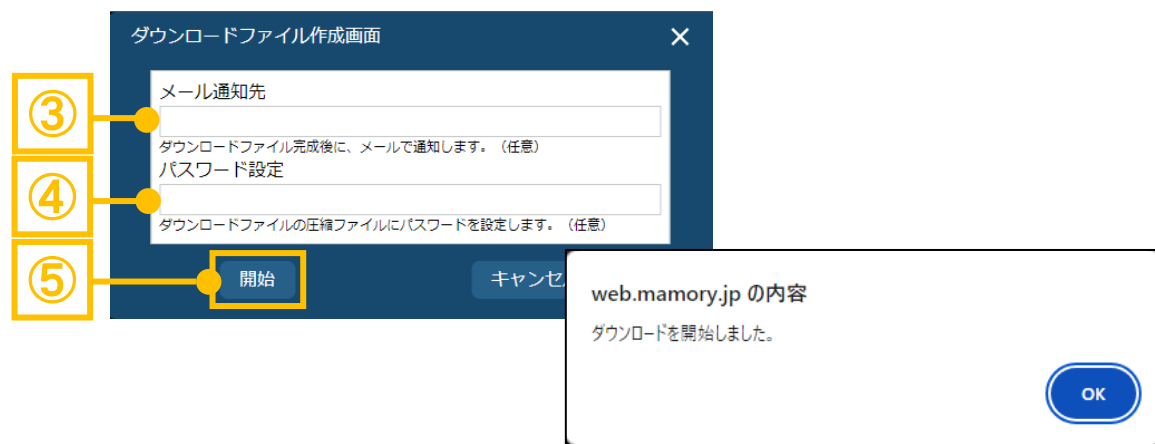 ダウンロードファイル作成画面
③
メール通知先
ダウンロードファイル完成後に、メールで通知します。（任意）
④
パスワード設定
ダウンロードファイルの圧縮ファイルにパスワードを設定します。（任意）
⑤
開始
キャンセ
web.mamory.jp の内容
ダウンロードを開始しました。
OK